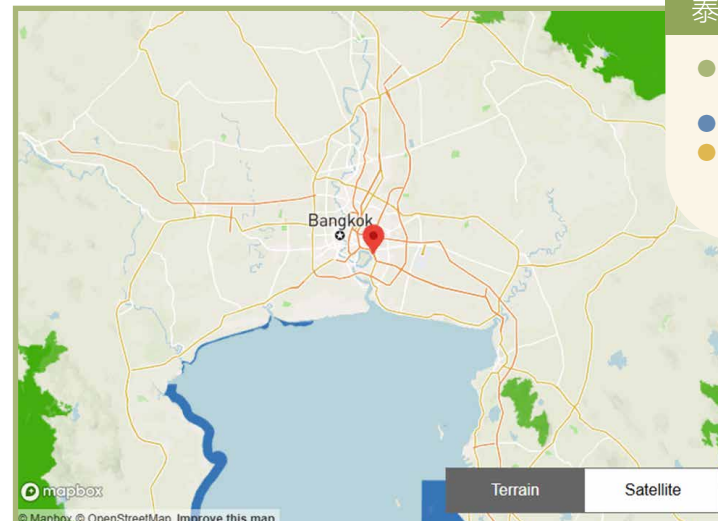 泰
Bangkok
mapbox
Terrain
Satellite
© Mapbox © OpenStreetMap Improve this map